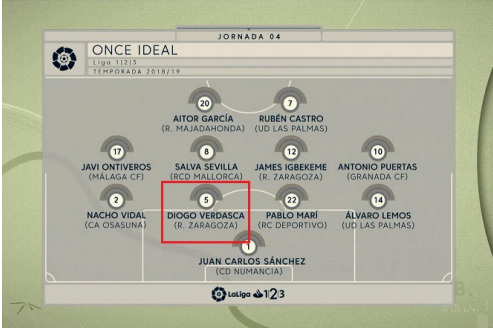 JORNADA 04
ONCE IDEAL
Liga 1|2|3
TEMPORADA 2018/19
20 7
AITOR GARCÍA RUBÉN CASTRO
(R. MAJADAHONDA) (UD LAS PALMAS)
17 8 12 10
JAVI ONTIVEROS SALVA SEVILLA JAMES IGBEKEME ANTONIO PUERTAS
(MÁLAGA CF) (RCD MALLORCA) (R. ZARAGOZA) (GRANADA CF)
2 5 22 14
NACHO VIDAL DIOGO VERDASCA PABLO MARÍ ÁLVARO LEMOS
(CA OSASUNA) (R. ZARAGOZA) (RC DEPORTIVO) (UD LAS PALMAS)
1
JUAN CARLOS SÁNCHEZ
(CD NUMANCIA)
LaLiga 1|2|3